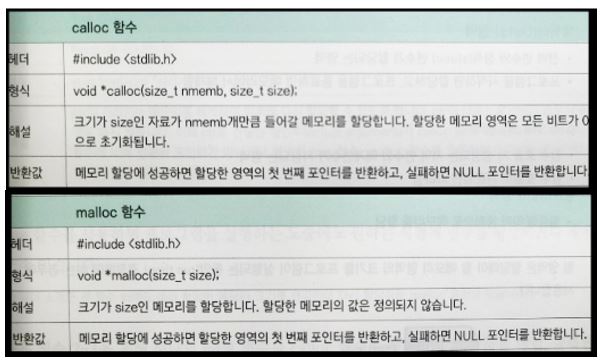 calloc 함수
헤더 #include <stdlib.h>
형식 void *calloc(size_t nmemb, size_t size);
해설 크기가 size인 자료가 nmemb개만큼 들어갈 메모리를 할당합니다. 할당한 메모리 영역은 모든 비트가 0
으로 초기화됩니다.
반환값 메모리 할당에 성공하면 할당한 영역의 첫 번째 포인터를 반환하고, 실패하면 NULL 포인터를 반환합니다.
malloc 함수
헤더 #include <stdlib.h>
형식 void *malloc(size_t size);
해설 크기가 size인 메모리를 할당합니다. 할당한 메모리의 값은 정의되지 않습니다.
반환값 메모리 할당에 성공하면 할당한 영역의 첫 번째 포인터를 반환하고, 실패하면 NULL 포인터를 반환합니다.